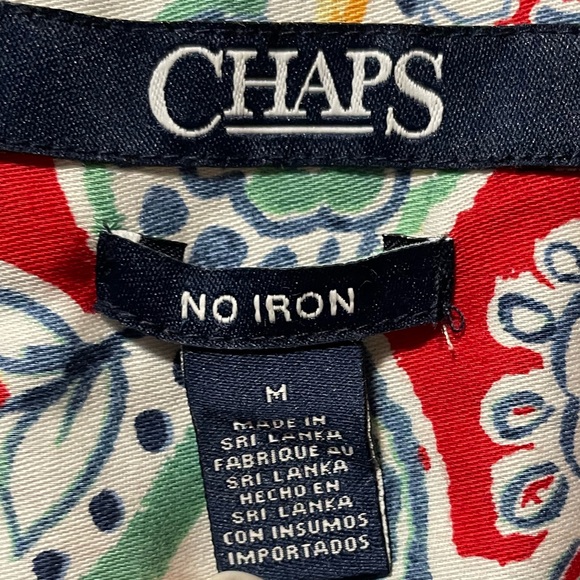 CHAPS
NO IRON
M
MADE IN
SRI LANKA
FABRIQUE AU
SRI LANKA
HECHO EN
SRI LANKA
CON INSUMOS
IMPORTADOS